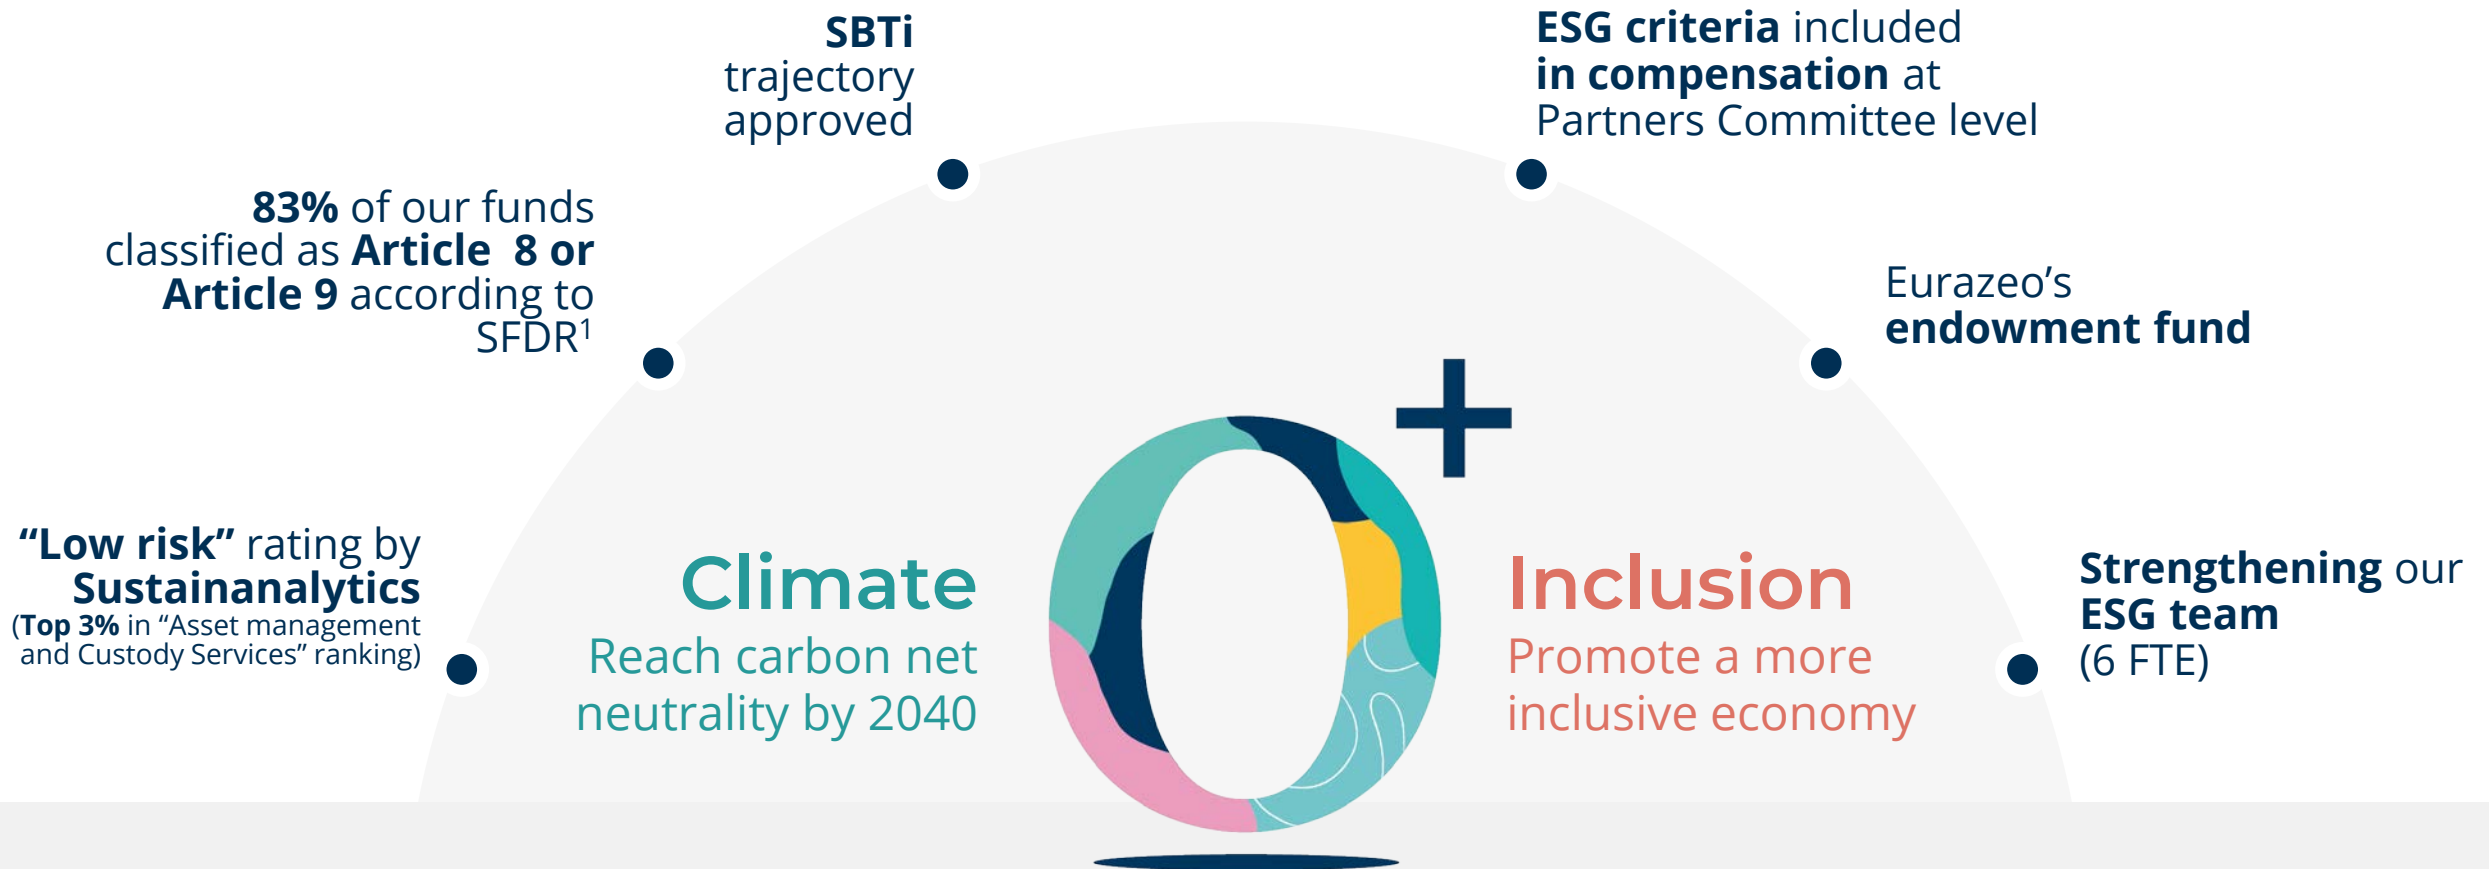 SBTi
trajectory
approved
ESG criteria included
in compensation at
Partners Committee level
83% of our funds
classified as Article 8 or
Article 9 according to
SFDR¹
Eurazeo’s
endowment fund
“Low risk” rating by
Sustainanalytics
(Top 3% in “Asset management
and Custody Services” ranking)
Climate
Reach carbon net
neutrality by 2040
O+
Inclusion
Promote a more
inclusive economy
Strengthening our
ESG team
(6 FTE)